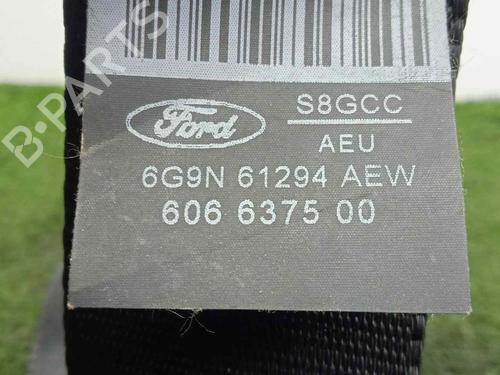 B-PARTS
Ford
S8GCC
AEU
6G9N 61294 AEW
606 6375 00